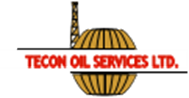 TECON OIL SERVICES LTD.